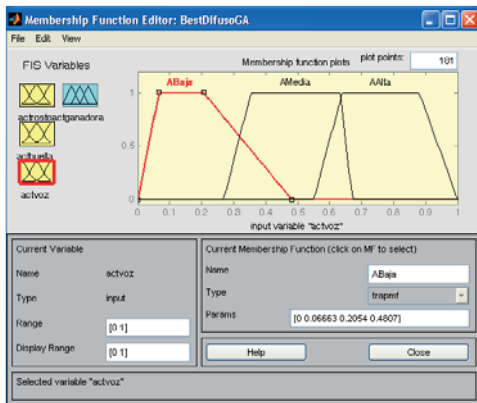 Membership Function Editor: BestDifusoGA
File Edit View
FIS Variables
Membership function plots
plot points:
181
actrostro
actganadora
acthuella
actvoz
ABaja
AMedia
AAlta
1
0.5
0
0 0.1 0.2 0.3 0.4 0.5 0.6 0.7 0.8 0.9 1
input variable "actvoz"
Current Variable
Name actvoz
Type input
Range [0 1]
Display Range [0 1]
Current Membership Function (click on MF to select)
Name ABaja
Type trapmf
Params [0 0.06663 0.2054 0.4807]
Help Close
Selected variable "actvoz"